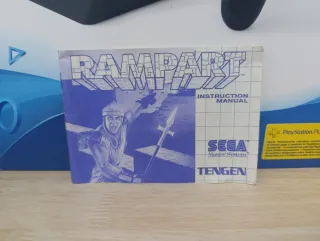 RAMPART
INSTRUCTION
MANUAL
SEGA
Master System
TENGEN
PlayStation